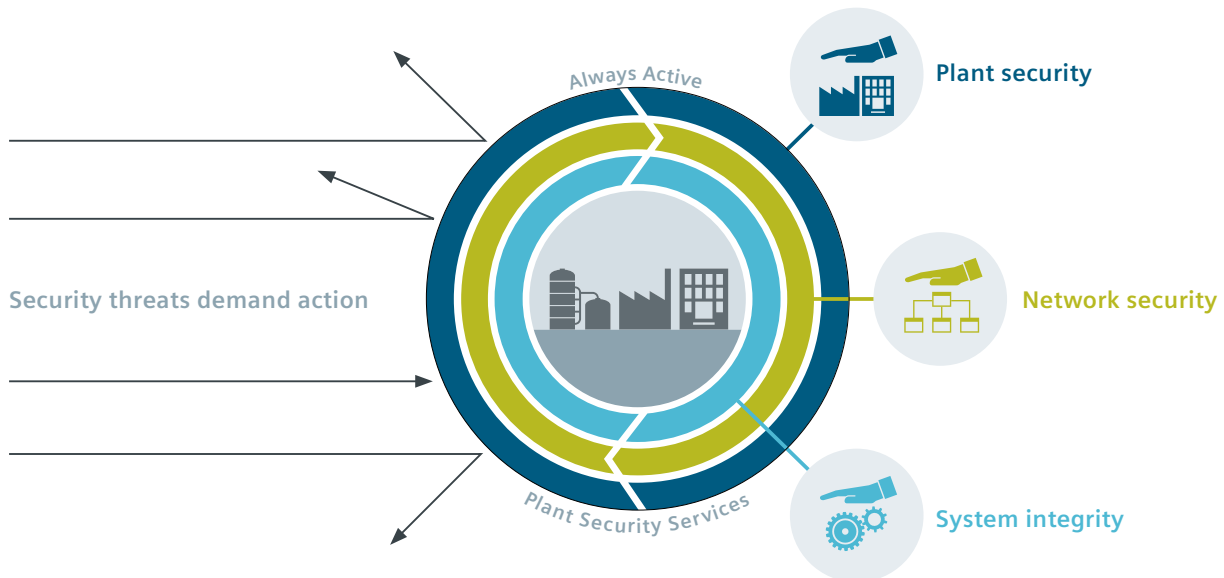 Always Active
Plant security
Security threats demand action
Network security
Plant Security Services
System integrity